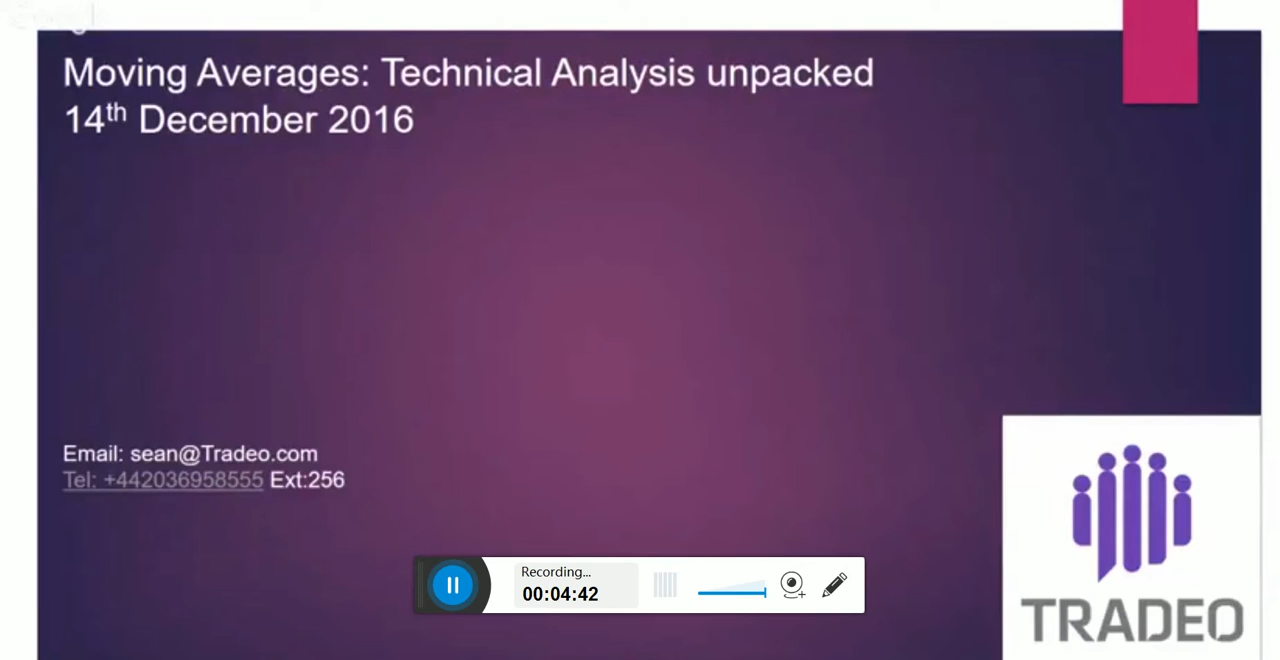 Moving Averages: Technical Analysis unpacked
14th December 2016
Email: sean@Tradeo.com
Tel: +442036958555 Ext:256
Recording...
00:04:42
TRADEO